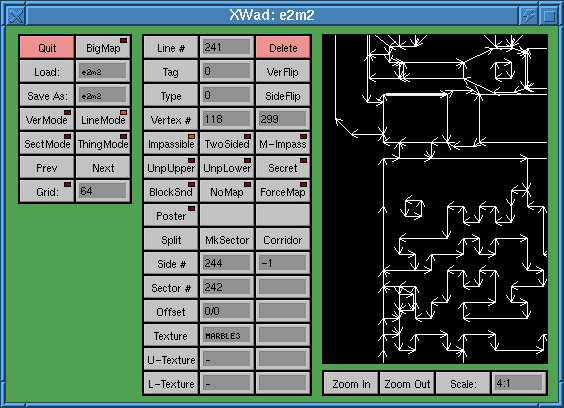 XWad: e2m2
Quit BigMap
Load: e2m2
Save As: e2m2
VerMode LineMode
SectMode ThingMode
Prev Next
Grid: 64
Line # 241 Delete
Tag 0 VerFlip
Type 0 SideFlip
Vertex # 118 299
Impassible TwoSided M-Impass
UnpUpper UnpLower Secret
BlockSnd NoMap ForceMap
Poster
Split MkSector Corridor
Side # 244 -1
Sector # 242
Offset 0/0
Texture MARBLE3
U-Texture -
L-Texture -
Zoom In Zoom Out Scale: 4:1